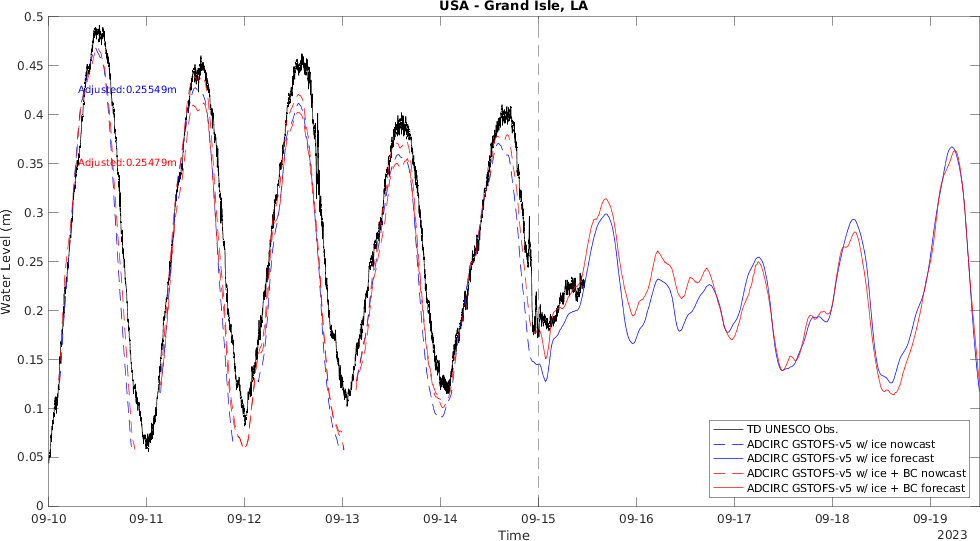 USA - Grand Isle, LA
0.5
0.45
0.4
0.35
0.3
0.25
0.2
0.15
0.1
0.05
0
Water Level (m)
Adjusted:0.25549m
Adjusted:0.25479m
TD UNESCO Obs.
ADCIRC GSTOFS-v5 w/ ice nowcast
ADCIRC GSTOFS-v5 w/ ice forecast
ADCIRC GSTOFS-v5 w/ ice + BC nowcast
ADCIRC GSTOFS-v5 w/ ice + BC forecast
09-10 09-11 09-12 09-13 09-14 09-15 09-16 09-17 09-18 09-19
Time
2023